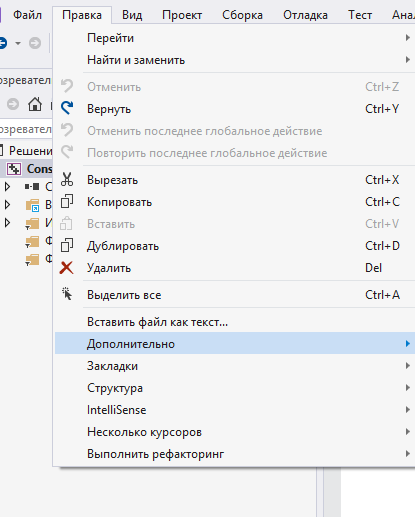 Файл Правка Вид Проект Сборка Отладка Тест
Перейти
Найти и заменить
Отменить Ctrl+Z
Вернуть Ctrl+Y
Отменить последнее глобальное действие
Повторить последнее глобальное действие
Решени
Вырезать Ctrl+X
Cons
Копировать Ctrl+C
Вставить Ctrl+V
Дублировать Ctrl+D
Удалить Del
Выделить все Ctrl+A
Вставить файл как текст...
Дополнительно
Закладки
Структура
IntelliSense
Несколько курсоров
Выполнить рефакторинг